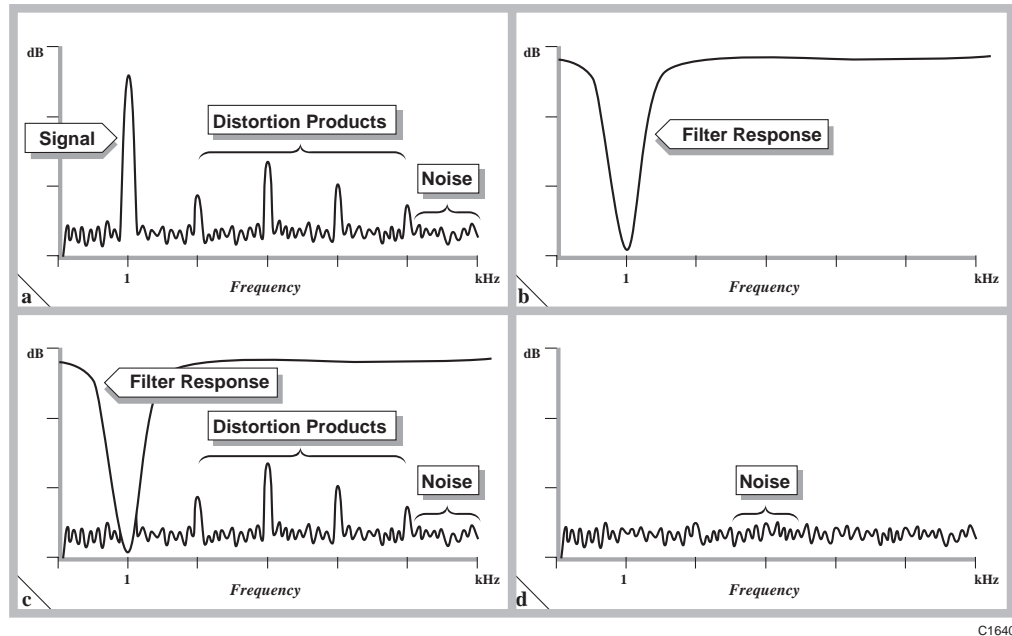 dB
Signal
Distortion Products
Noise
1
kHz
Frequency
a
dB
Filter Response
1
kHz
Frequency
b
dB
Filter Response
Distortion Products
Noise
1
kHz
Frequency
c
dB
Noise
1
kHz
Frequency
d
C1640